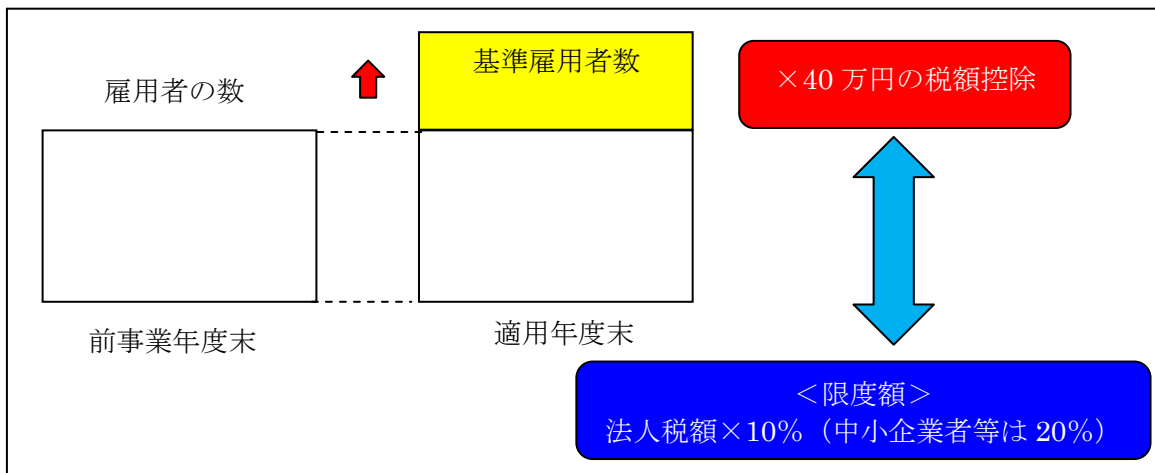 雇用者の数
基準雇用者数
×40 万円の税額控除
前事業年度末
適用年度末
<限度額>
法人税額×10％（中小企業者等は 20％）